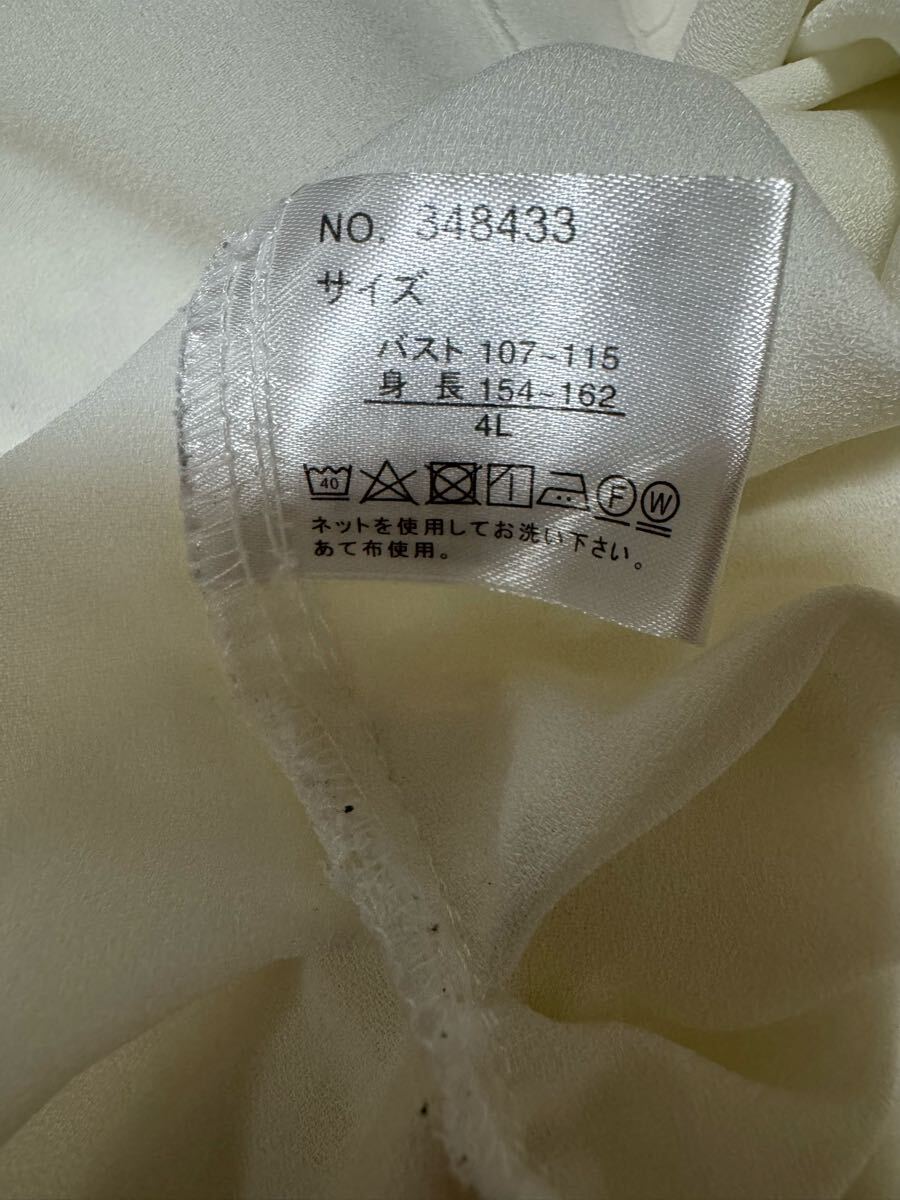 NO. 348433
サイズ
バスト 107~115
身長 154~162
4L
40 F W
ネットを使用してお洗い下さい。
あて布使用。